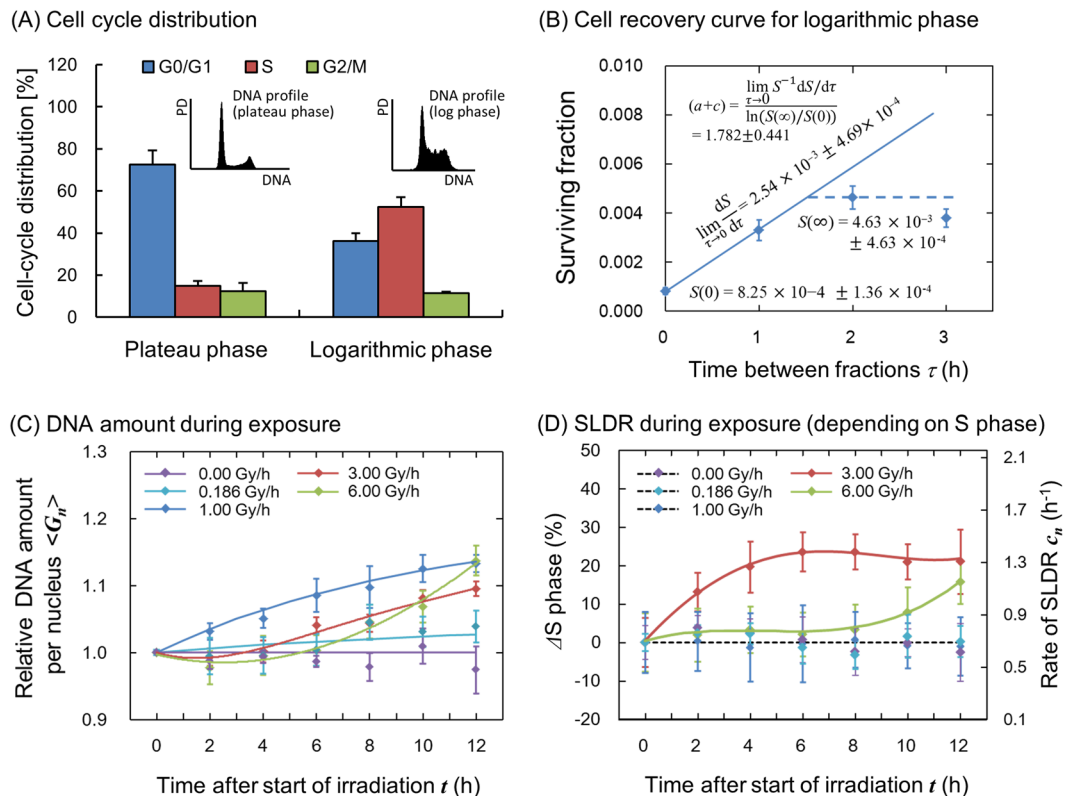 (A) Cell cycle distribution
Cell-cycle distribution [%]
120
100
80
60
40
20
0
G0/G1
S
G2/M
PD
DNA profile
(plateau phase)
DNA
PD
DNA profile
(log phase)
DNA
Plateau phase
Logarithmic phase
(B) Cell recovery curve for logarithmic phase
Surviving fraction
0.010
0.008
0.006
0.004
0.002
0.000
(a+c) = lim τ→0 S⁻¹dS/dτ / ln(S(∞)/S(0))
= 1.782±0.441
lim τ→0 dS/dτ = 2.54 × 10⁻³ ± 4.69× 10⁻⁴
S(∞) = 4.63 × 10⁻³
± 4.63 × 10⁻⁴
S(0) = 8.25 × 10−4 ± 1.36 × 10⁻⁴
0 1 2 3
Time between fractions τ (h)
(C) DNA amount during exposure
Relative DNA amount
per nucleus <Gₙ>
1.3
1.2
1.1
1.0
0.9
0.00 Gy/h
0.186 Gy/h
1.00 Gy/h
3.00 Gy/h
6.00 Gy/h
0 2 4 6 8 10 12
Time after start of irradiation t (h)
(D) SLDR during exposure (depending on S phase)
ΔS phase (%)
50
40
30
20
10
0
-10
-20
0.00 Gy/h
0.186 Gy/h
1.00 Gy/h
3.00 Gy/h
6.00 Gy/h
2.1
1.7
1.3
0.9
0.5
0.1
Rate of SLDR cₙ (h⁻¹)
0 2 4 6 8 10 12
Time after start of irradiation t (h)